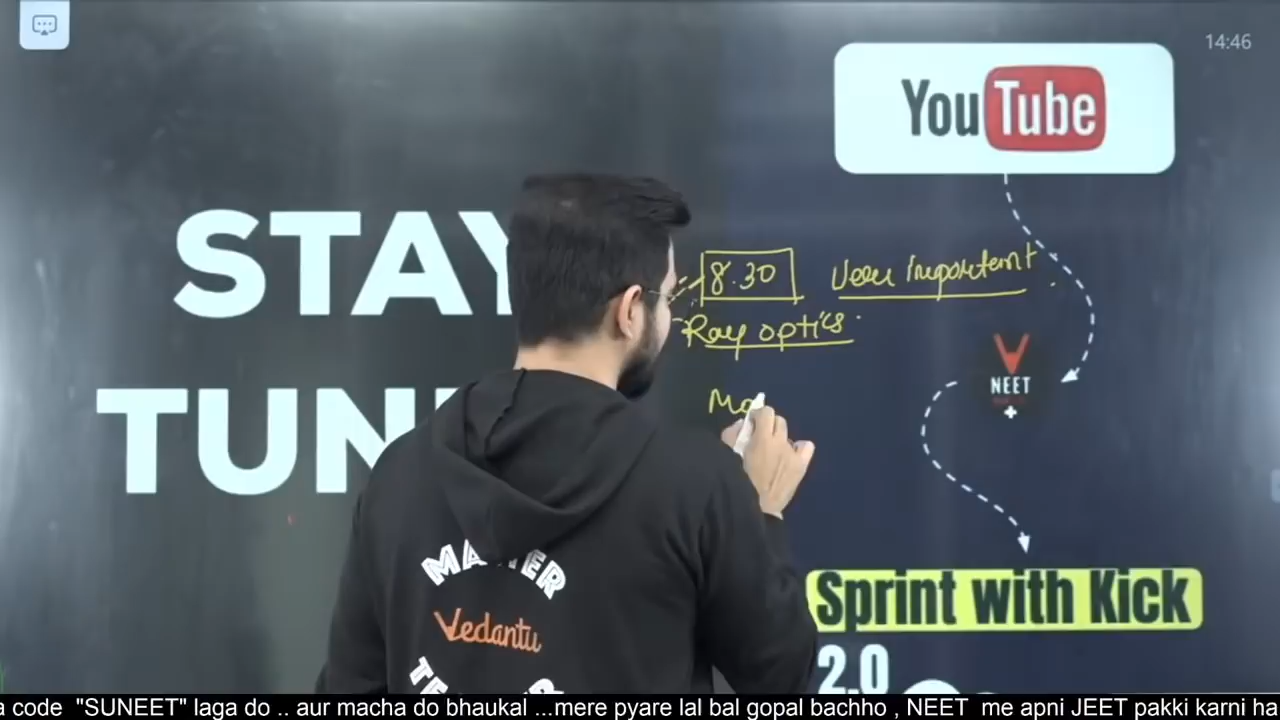 14:46
YouTube
STAY
TUN
8.30 Very Important
Ray optics
NEET
Ma
MASTER
Vedantu
Sprint with Kick
2.0
a code "SUNEET" laga do .. aur macha do bhaukal ...mere pyare lal bal gopal bachho , NEET me apni JEET pakki karni ha